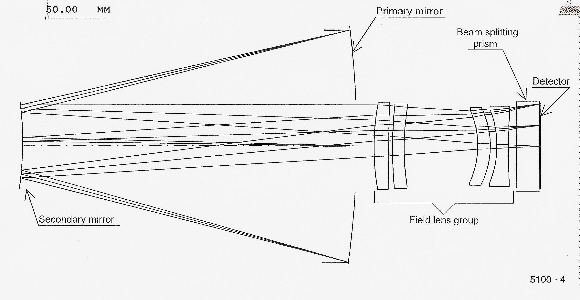 50.00 MM
Primary mirror
Beam splitting
prism
Detector
Secondary mirror
Field lens group
5100 - 4